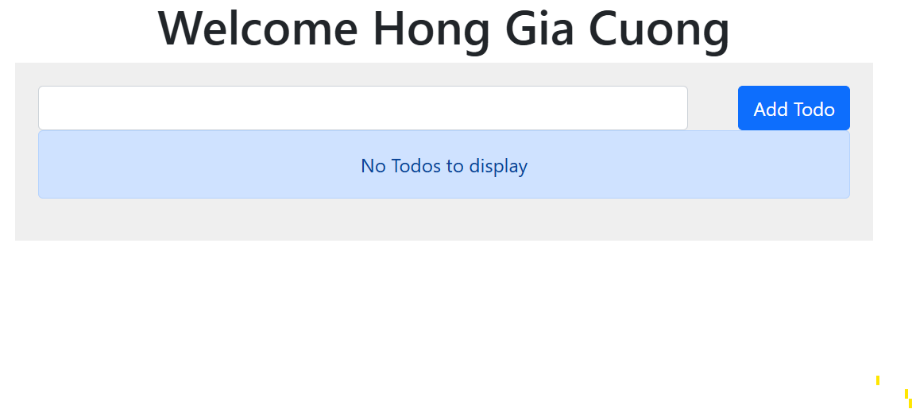 Welcome Hong Gia Cuong
Add Todo
No Todos to display